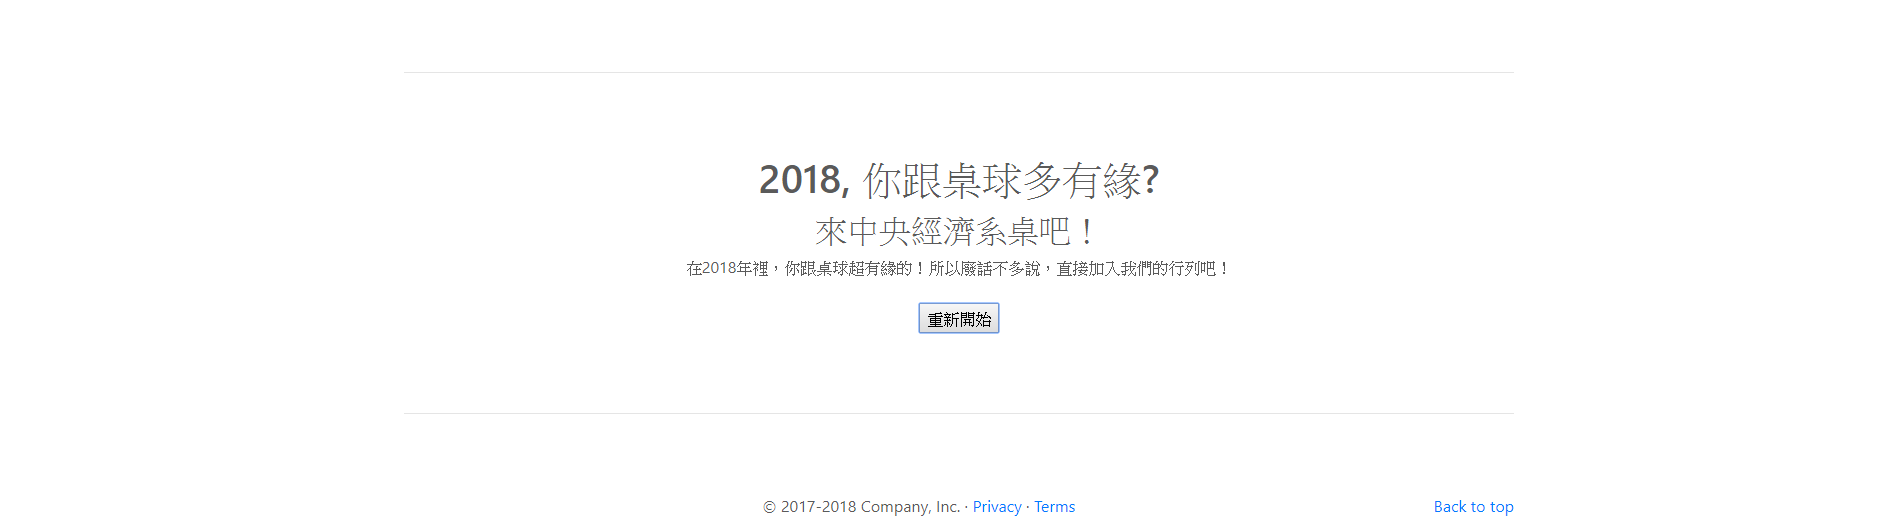 2018, 你跟桌球多有緣?
來中央經濟系桌吧！
在2018年裡，你跟桌球超有緣的！所以廢話不多說，直接加入我們的行列吧！
重新開始
© 2017-2018 Company, Inc. · Privacy · Terms
Back to top